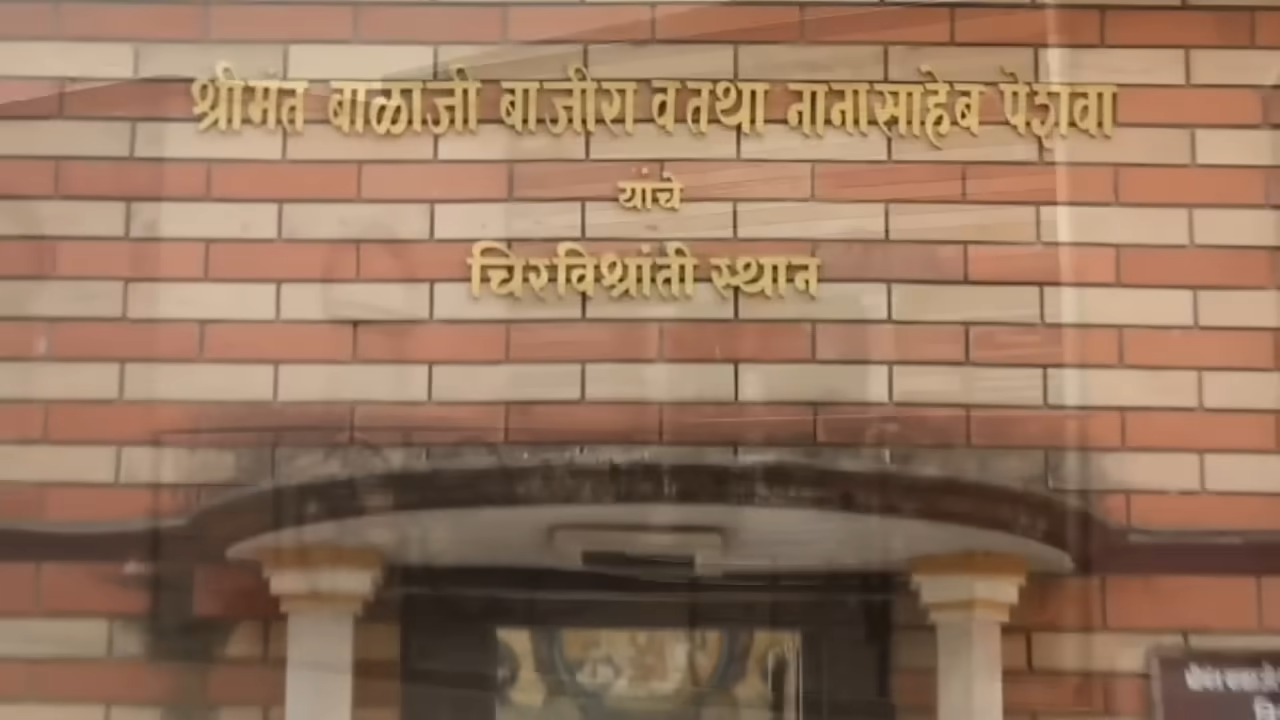 श्रीमंत बाळाजी बाजीरा व तथा नानासाहेब पेशवा
यांचे
चिरविश्रांती स्थान